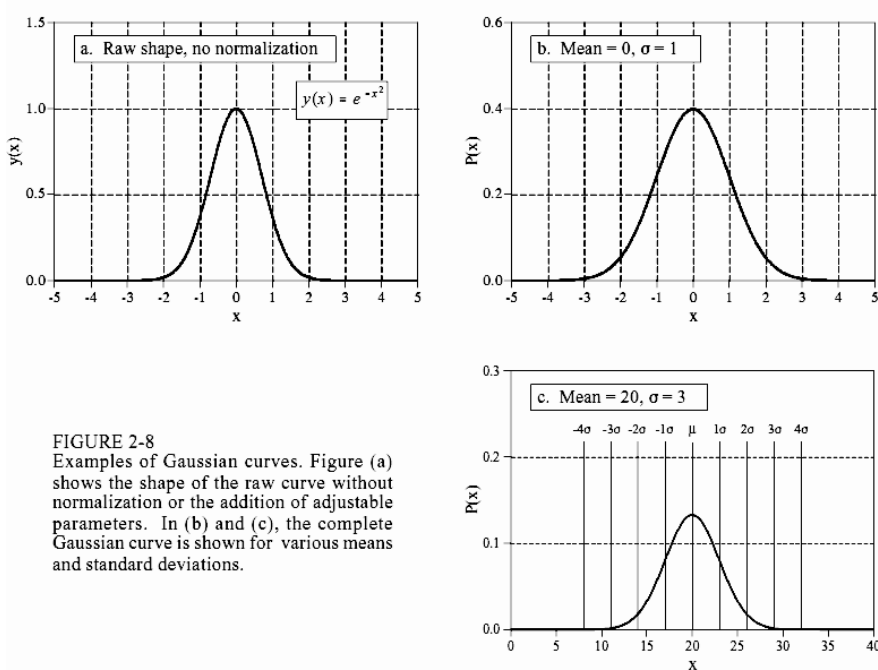 1.5
a. Raw shape, no normalization
y(x) = e^-x²
1.0
0.5
0.0
y(x)
-5 -4 -3 -2 -1 0 1 2 3 4 5
x
0.6
b. Mean = 0, σ = 1
0.4
0.2
0.0
P(x)
-5 -4 -3 -2 -1 0 1 2 3 4 5
x
FIGURE 2-8
Examples of Gaussian curves. Figure (a)
shows the shape of the raw curve without
normalization or the addition of adjustable
parameters. In (b) and (c), the complete
Gaussian curve is shown for various means
and standard deviations.
0.3
c. Mean = 20, σ = 3
-4σ -3σ -2σ -1σ μ 1σ 2σ 3σ 4σ
0.2
0.1
0.0
P(x)
0 5 10 15 20 25 30 35 40
x